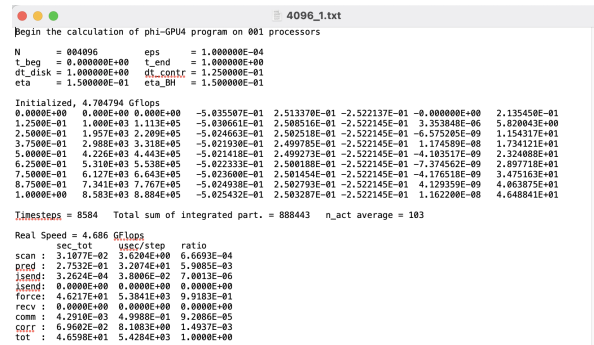 4096_1.txt
Begin the calculation of phi-GPU4 program on 001 processors
N = 004096 eps = 1.000000E-04
t_beg = 0.000000E+00 t_end = 1.000000E+00
dt_disk = 1.000000E+00 dt_contr = 1.250000E-01
eta = 1.500000E-01 eta_BH = 1.500000E-01
Initialized, 4.704794 Gflops
0.0000E+00 0.000E+00 0.000E+00 -5.035507E-01 2.513370E-01 -2.522137E-01 -0.000000E+00 2.135450E-01
1.2500E-01 1.000E+03 1.113E+05 -5.030661E-01 2.508516E-01 -2.522145E-01 3.353848E-06 5.820043E+00
2.5000E-01 1.957E+03 2.209E+05 -5.024663E-01 2.502518E-01 -2.522145E-01 -6.575205E-09 1.154317E+01
3.7500E-01 2.988E+03 3.318E+05 -5.021930E-01 2.499785E-01 -2.522145E-01 1.174589E-08 1.734121E+01
5.0000E-01 4.226E+03 4.443E+05 -5.021418E-01 2.499273E-01 -2.522145E-01 -4.103517E-09 2.324088E+01
6.2500E-01 5.310E+03 5.538E+05 -5.022333E-01 2.500188E-01 -2.522145E-01 -7.374562E-09 2.897718E+01
7.5000E-01 6.127E+03 6.643E+05 -5.023600E-01 2.501454E-01 -2.522145E-01 -4.176518E-09 3.475163E+01
8.7500E-01 7.341E+03 7.767E+05 -5.024938E-01 2.502793E-01 -2.522145E-01 4.129359E-09 4.063875E+01
1.0000E+00 8.583E+03 8.884E+05 -5.025432E-01 2.503287E-01 -2.522145E-01 1.162200E-08 4.648841E+01
Timesteps = 8584 Total sum of integrated part. = 888443 n_act average = 103
Real Speed = 4.686 GFlops
sec_tot usec/step ratio
scan : 3.1077E-02 3.6204E+00 6.6693E-04
pred : 2.7532E-01 3.2074E+01 5.9085E-03
jsend: 3.2624E-04 3.8006E-02 7.0013E-06
isend: 0.0000E+00 0.0000E+00 0.0000E+00
force: 4.6217E+01 5.3841E+03 9.9183E-01
recv : 0.0000E+00 0.0000E+00 0.0000E+00
comm : 4.2910E-03 4.9988E-01 9.2086E-05
corr : 6.9602E-02 8.1083E+00 1.4937E-03
tot : 4.6598E+01 5.4284E+03 1.0000E+00